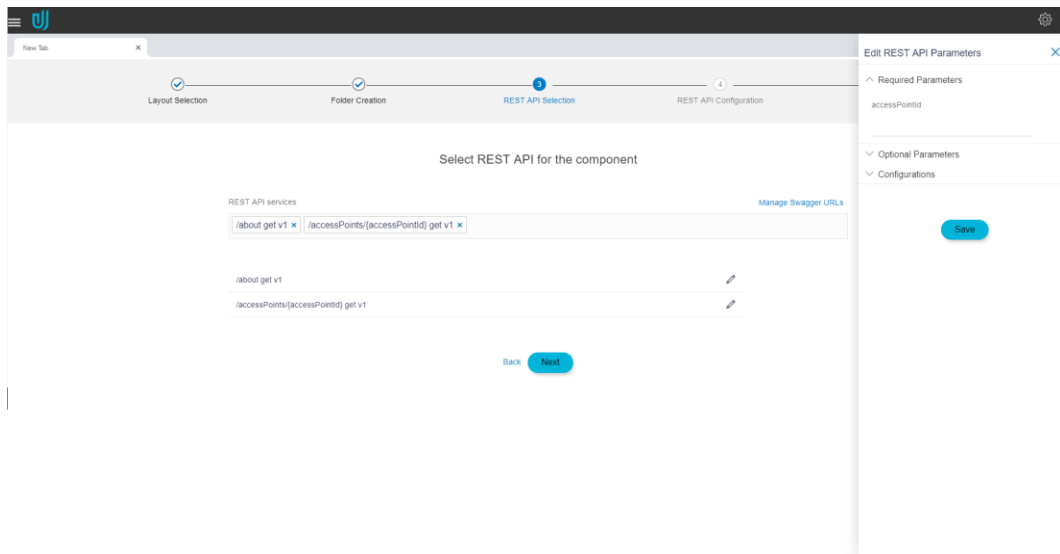 New Tab ×
Layout Selection
Folder Creation
3
REST API Selection
4
REST API Configuration
Select REST API for the component
REST API services
Manage Swagger URLs
/about get v1 ×
/accessPoints/{accessPointId} get v1 ×
/about get v1
/accessPoints/{accessPointId} get v1
Back
Next
Edit REST API Parameters
Required Parameters
accessPointId
Optional Parameters
Configurations
Save